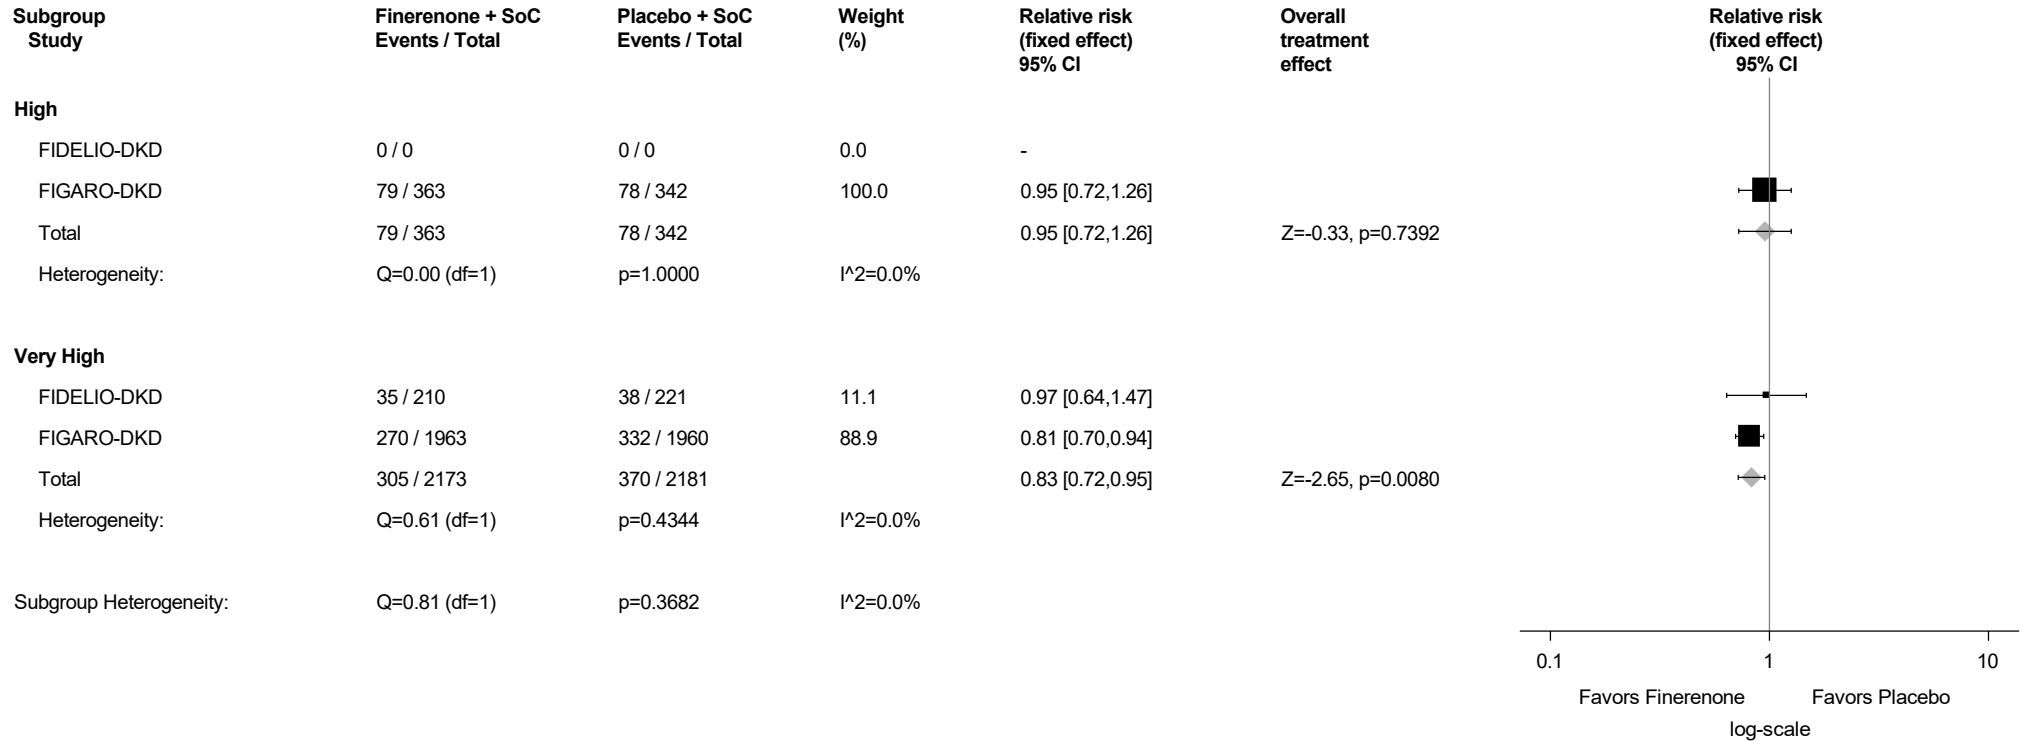 Subgroup Finerenone + SoC Placebo + SoC Weight Relative risk Overall Relative risk
Study Events / Total Events / Total (%) (fixed effect) treatment (fixed effect)
95% CI effect 95% CI
High
FIDELIO-DKD 0 / 0 0 / 0 0.0 -
FIGARO-DKD 79 / 363 78 / 342 100.0 0.95 [0.72,1.26]
Total 79 / 363 78 / 342 0.95 [0.72,1.26] Z=-0.33, p=0.7392
Heterogeneity: Q=0.00 (df=1) p=1.0000 I^2=0.0%
Very High
FIDELIO-DKD 35 / 210 38 / 221 11.1 0.97 [0.64,1.47]
FIGARO-DKD 270 / 1963 332 / 1960 88.9 0.81 [0.70,0.94]
Total 305 / 2173 370 / 2181 0.83 [0.72,0.95] Z=-2.65, p=0.0080
Heterogeneity: Q=0.61 (df=1) p=0.4344 I^2=0.0%
Subgroup Heterogeneity: Q=0.81 (df=1) p=0.3682 I^2=0.0%
0.1 1 10
Favors Finerenone Favors Placebo
log-scale